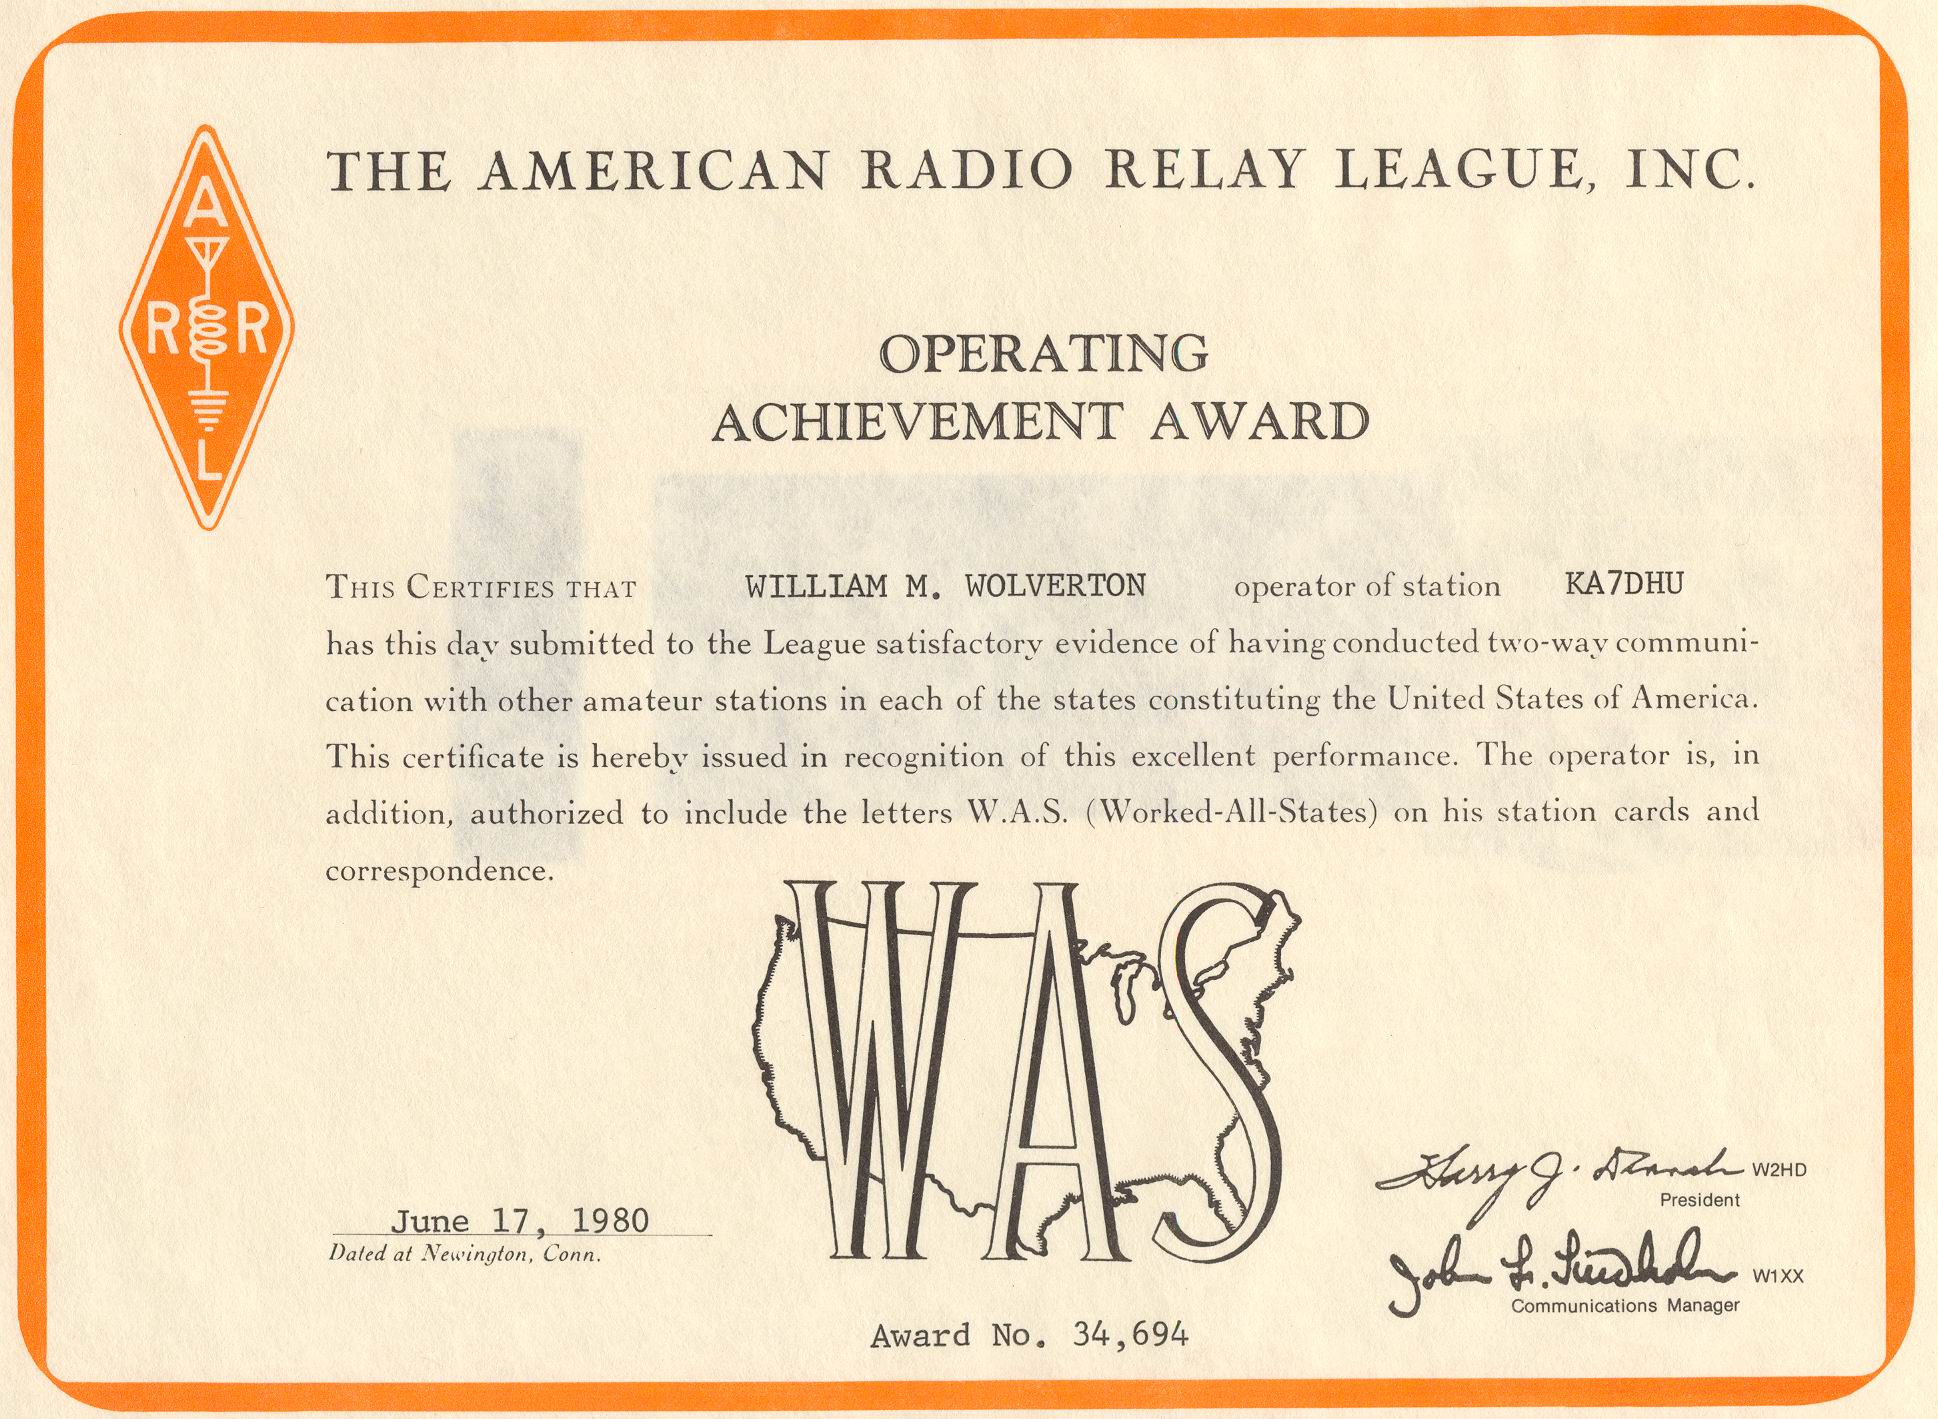 THE AMERICAN RADIO RELAY LEAGUE, INC.
A
R R
L
OPERATING
ACHIEVEMENT AWARD
THIS CERTIFIES THAT WILLIAM M. WOLVERTON operator of station KA7DHU
has this day submitted to the League satisfactory evidence of having conducted two-way communi-
cation with other amateur stations in each of the states constituting the United States of America.
This certificate is hereby issued in recognition of this excellent performance. The operator is, in
addition, authorized to include the letters W.A.S. (Worked-All-States) on his station cards and
correspondence.
WAS
Harry J. Dannals W2HD
President
June 17, 1980
Dated at Newington, Conn.
John F. Lindholm W1XX
Communications Manager
Award No. 34,694